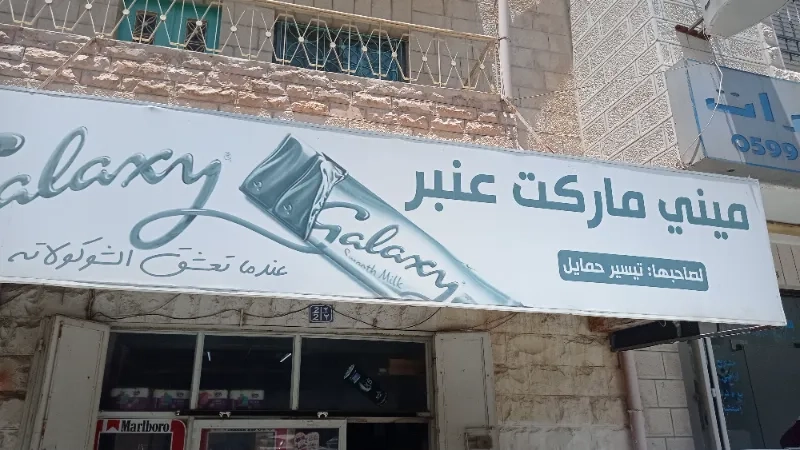 Galaxy
ميني ماركت عنبر
Galaxy
Smooth Milk
عندما تعشق الشوكولاته
لصاحبها: تيسير حمايل
0599
Marlboro